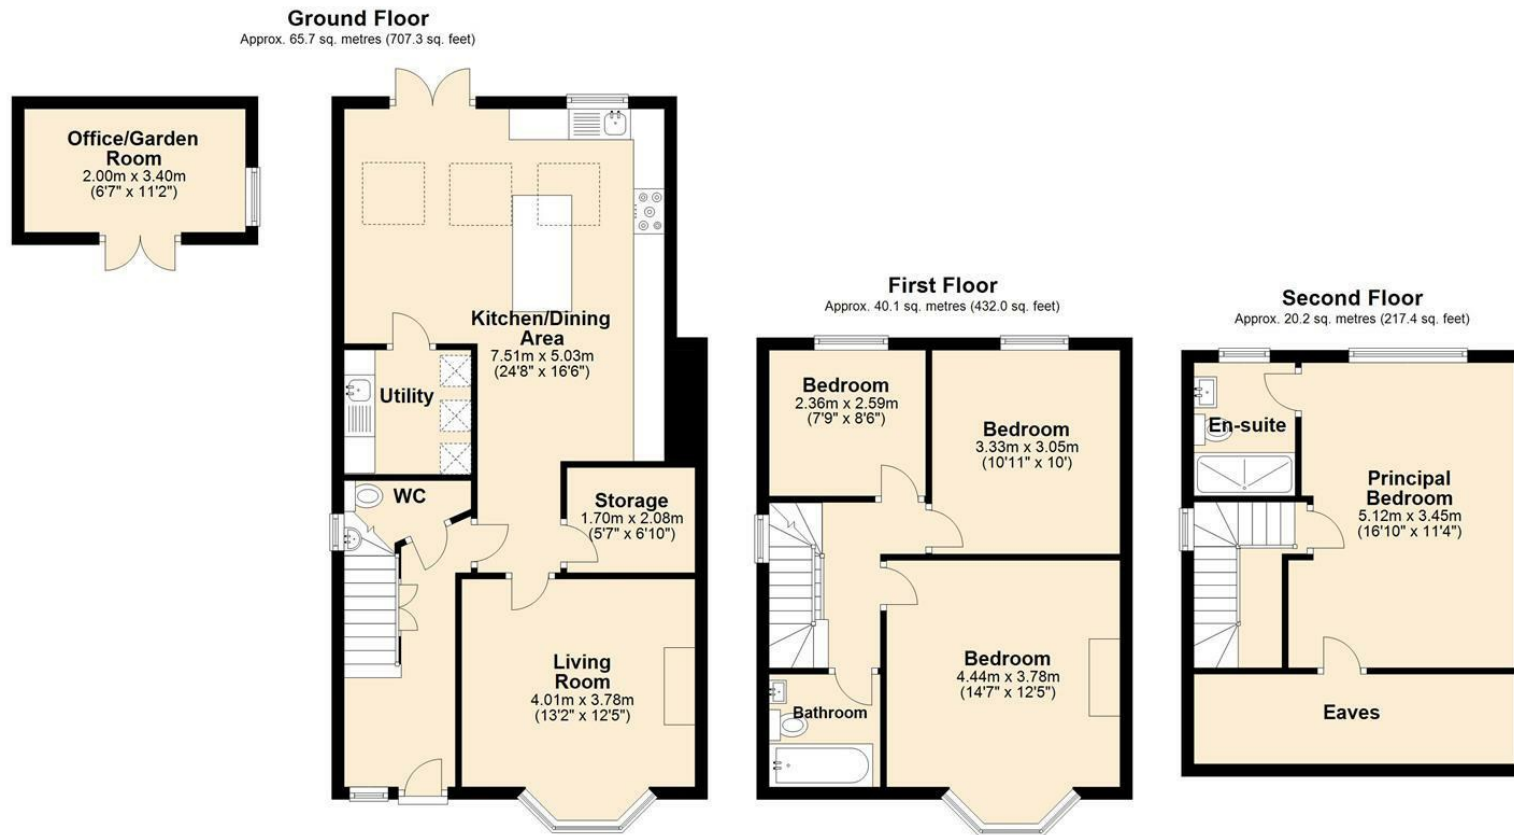 Ground Floor
Approx. 65.7 sq. metres (707.3 sq. feet)
Office/Garden
Room
2.00m x 3.40m
(6'7" x 11'2")
Kitchen/Dining
Area
7.51m x 5.03m
(24'8" x 16'6")
Utility
WC
Storage
1.70m x 2.08m
(5'7" x 6'10")
Living
Room
4.01m x 3.78m
(13'2" x 12'5")
First Floor
Approx. 40.1 sq. metres (432.0 sq. feet)
Bedroom
2.36m x 2.59m
(7'9" x 8'6")
Bedroom
3.33m x 3.05m
(10'11" x 10')
Bedroom
4.44m x 3.78m
(14'7" x 12'5")
Bathroom
Second Floor
Approx. 20.2 sq. metres (217.4 sq. feet)
En-suite
Principal
Bedroom
5.12m x 3.45m
(16'10" x 11'4")
Eaves